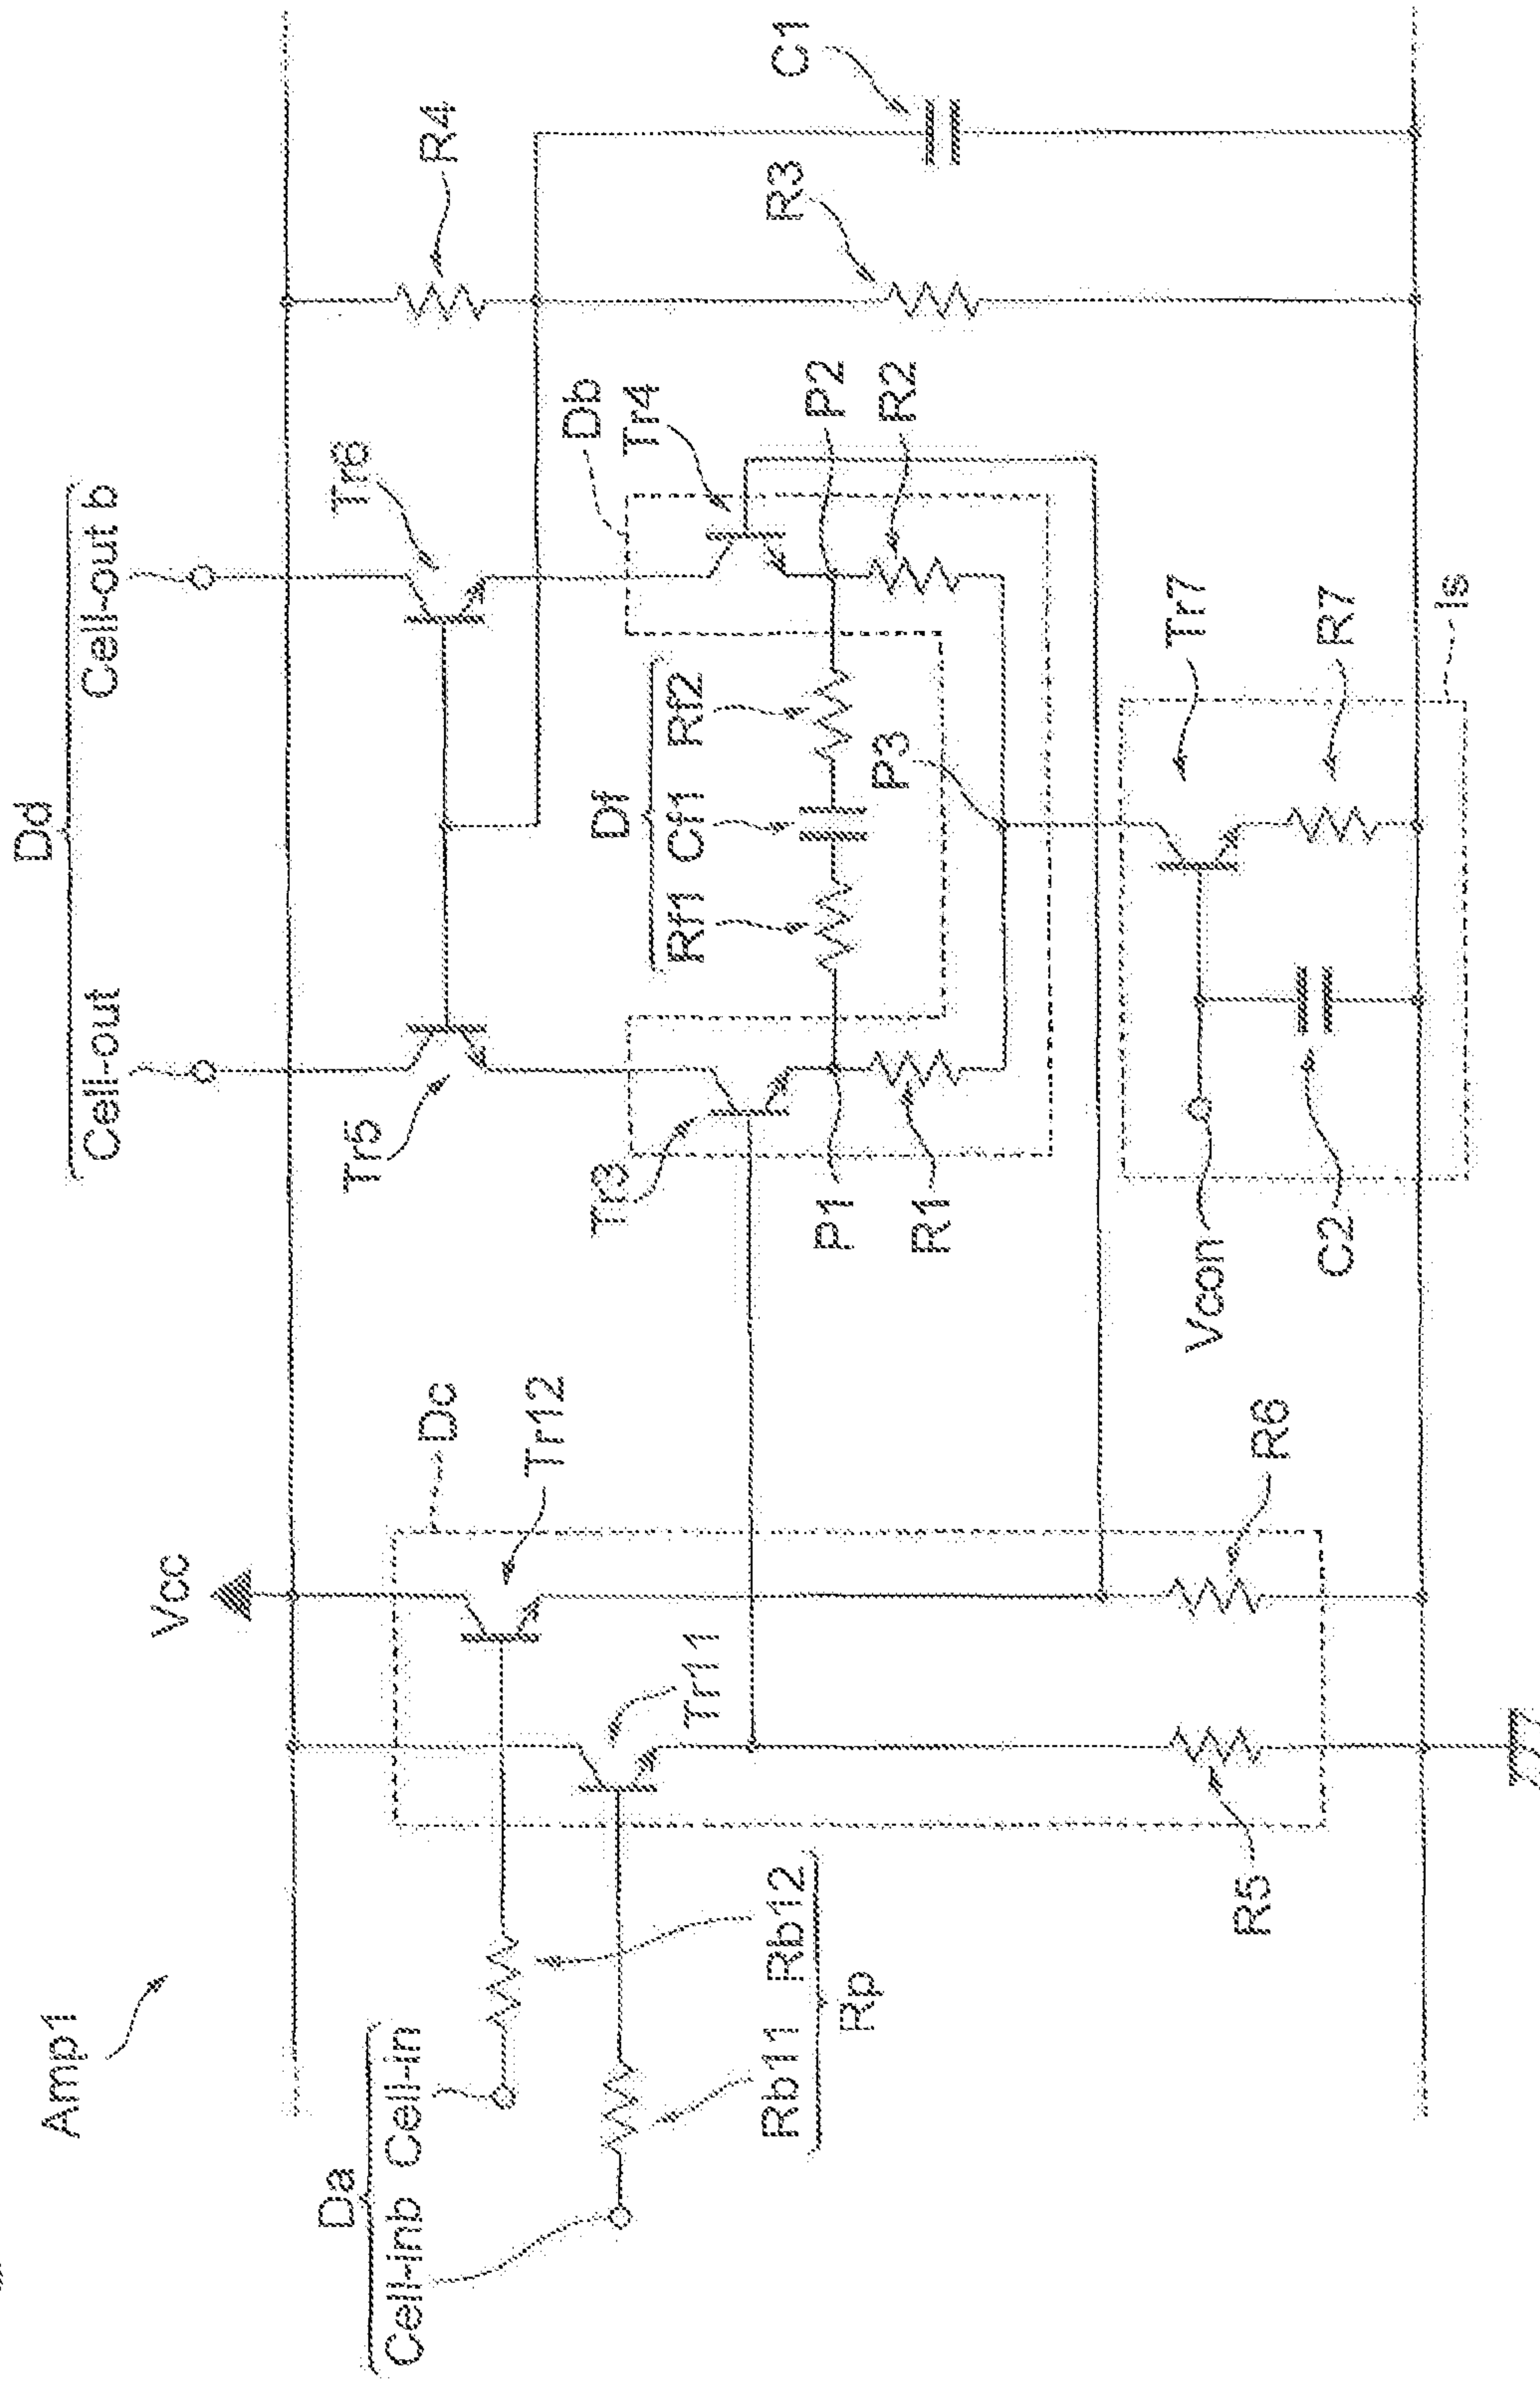 Amp1
Vcc
Dd
Cell-out
Cell-out b
Da
Cell-inb
Cell-in
Dc
Tr12
Tr11
Tr5
Tr6
R4
Db
Tr3
Tr4
Df
Rf1
Cf1
Rf2
Rb11
Rb12
Rp
P1
P2
R1
R2
P3
R3
C1
Vcon
Tr7
R5
R6
C2
R7
Is